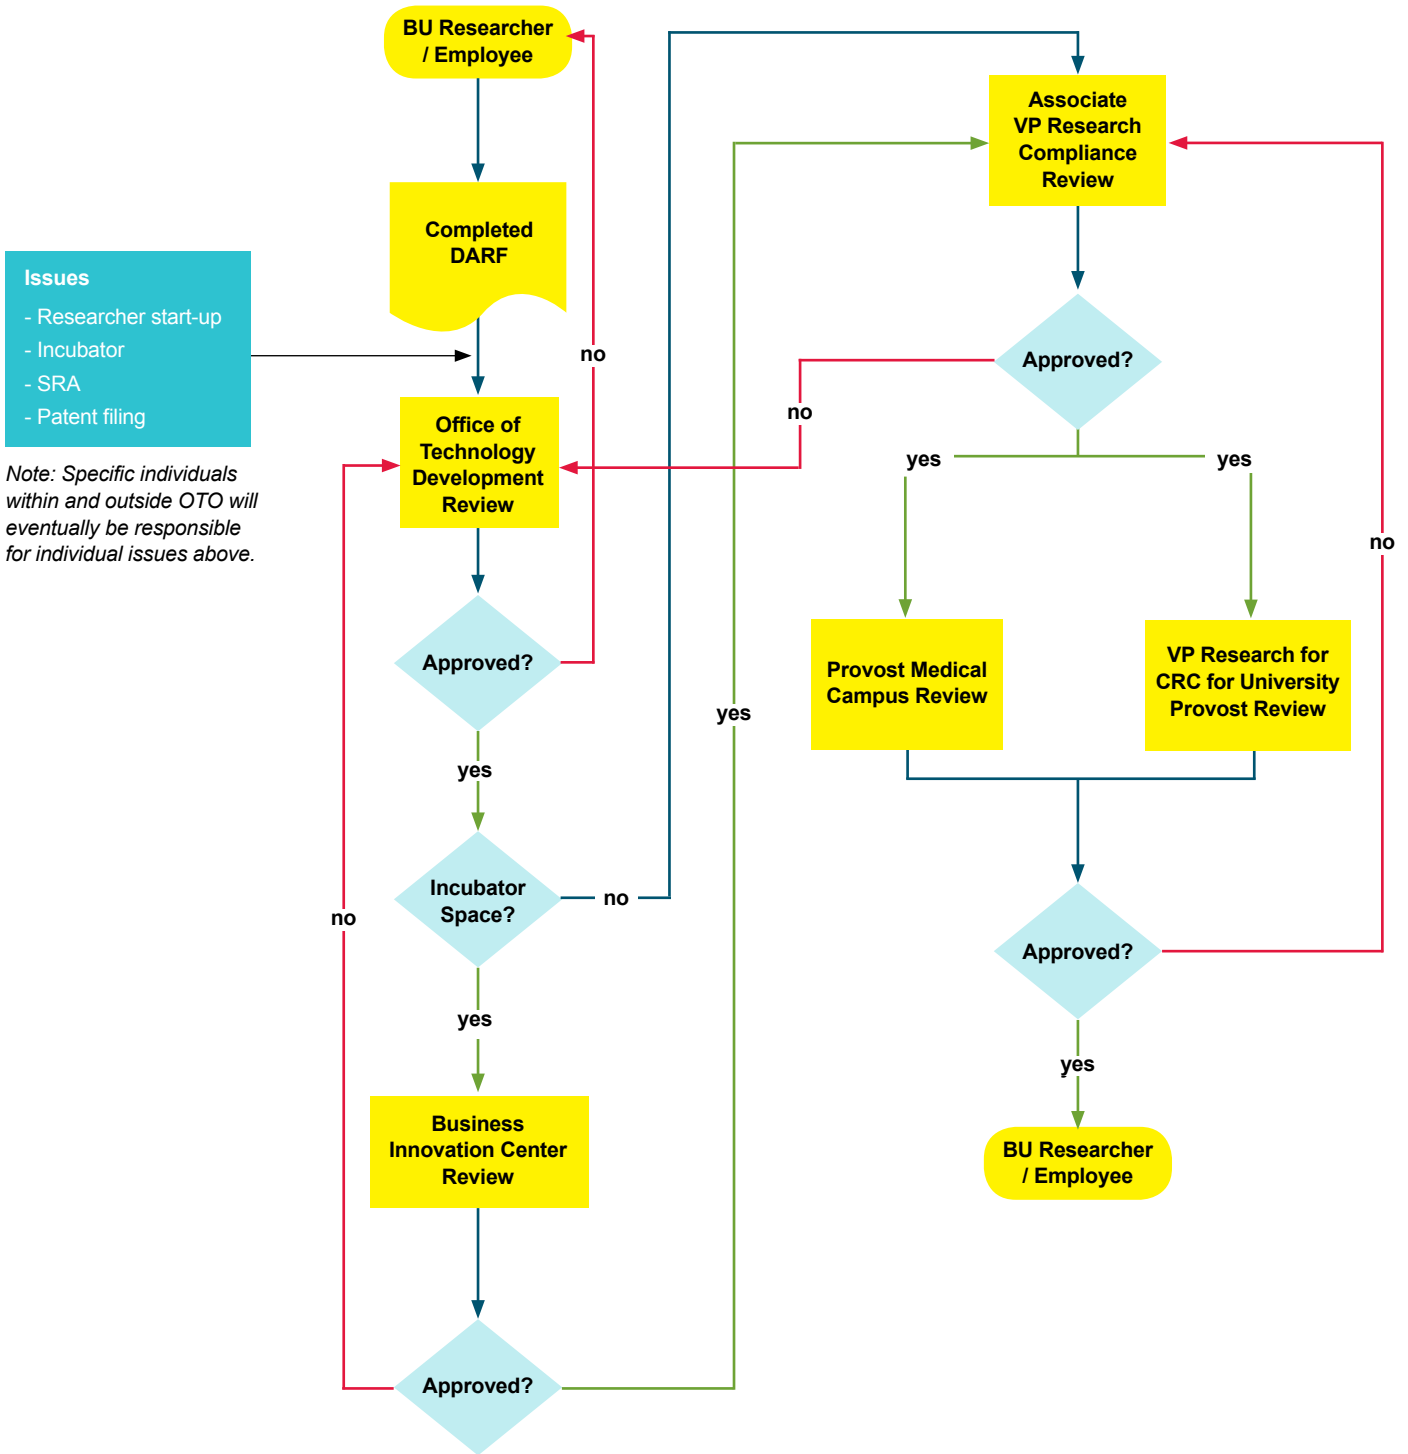 BU Researcher
/ Employee
Completed
DARF
Issues
- Researcher start-up
- Incubator
- SRA
- Patent filing
Note: Specific individuals
within and outside OTO will
eventually be responsible
for individual issues above.
no
Office of
Technology
Development
Review
Approved?
yes
Incubator
Space?
no
no
yes
Business
Innovation Center
Review
Approved?
yes
Associate
VP Research
Compliance
Review
Approved?
no
yes
yes
no
Provost Medical
Campus Review
VP Research for
CRC for University
Provost Review
Approved?
yes
BU Researcher
/ Employee